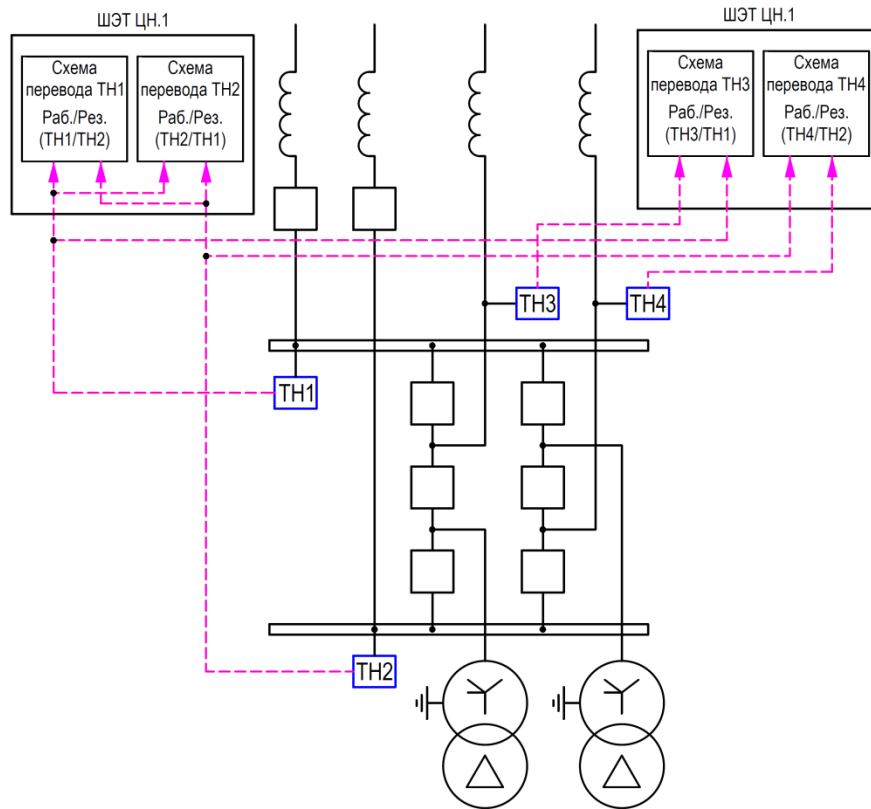 ШЭТ ЦН.1
Схема
перевода ТН1
Раб./Рез.
(ТН1/ТН2)
Схема
перевода ТН2
Раб./Рез.
(ТН2/ТН1)
ШЭТ ЦН.1
Схема
перевода ТН3
Раб./Рез.
(ТН3/ТН1)
Схема
перевода ТН4
Раб./Рез.
(ТН4/ТН2)
ТН3
ТН4
ТН1
ТН2